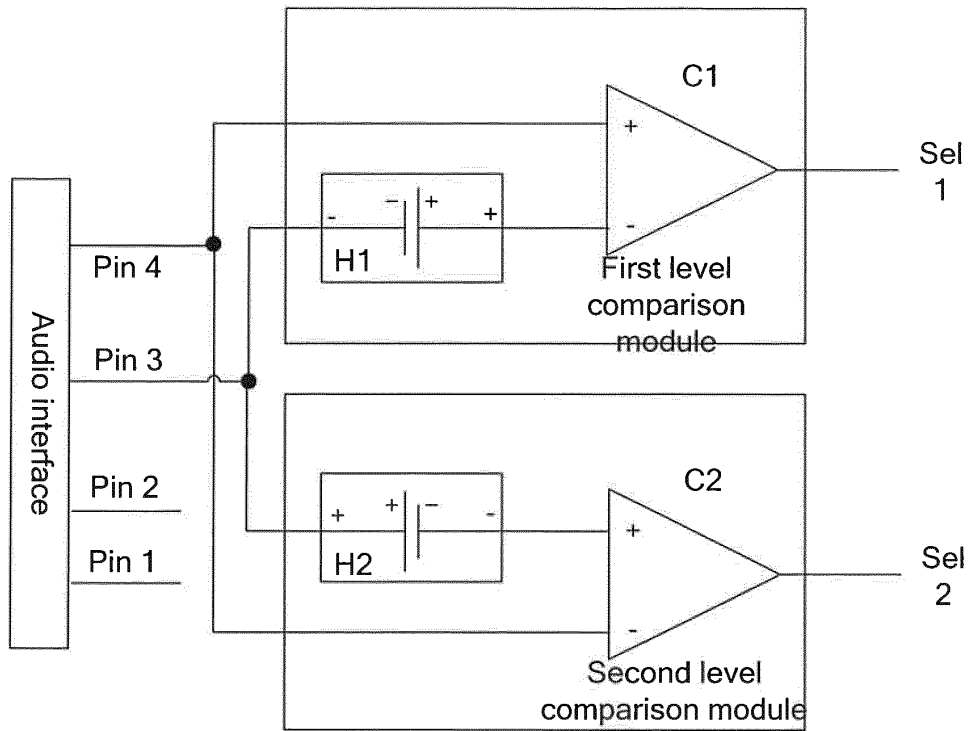 C1
+
Sel
1
- − + +
-
H1
First level
comparison
module
Pin 4
Pin 3
Audio interface
Pin 2
Pin 1
C2
+ + − -
+
H2
Sel
2
-
Second level
comparison module